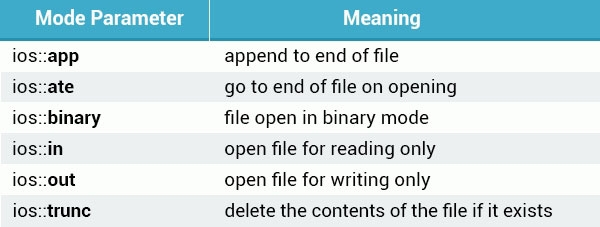 Mode Parameter Meaning
ios::app append to end of file
ios::ate go to end of file on opening
ios::binary file open in binary mode
ios::in open file for reading only
ios::out open file for writing only
ios::trunc delete the contents of the file if it exists